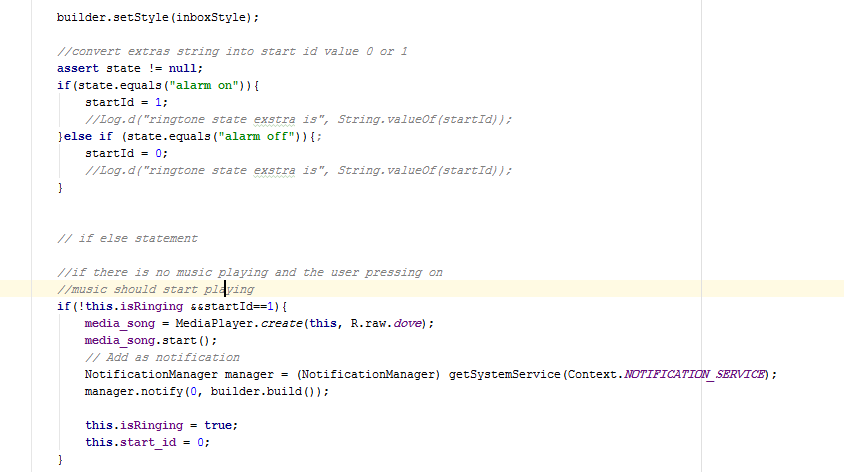 builder.setStyle(inboxStyle);
//convert extras string into start id value 0 or 1
assert state != null;
if(state.equals("alarm on")){
startId = 1;
//Log.d("ringtone state exstra is", String.valueOf(startId));
}else if (state.equals("alarm off")){;
startId = 0;
//Log.d("ringtone state exstra is", String.valueOf(startId));
}
// if else statement
//if there is no music playing and the user pressing on
//music should start playing
if(!this.isRinging &&startId==1){
media_song = MediaPlayer.create(this, R.raw.dove);
media_song.start();
// Add as notification
NotificationManager manager = (NotificationManager) getSystemService(Context.NOTIFICATION_SERVICE);
manager.notify(0, builder.build());
this.isRinging = true;
this.start_id = 0;
}